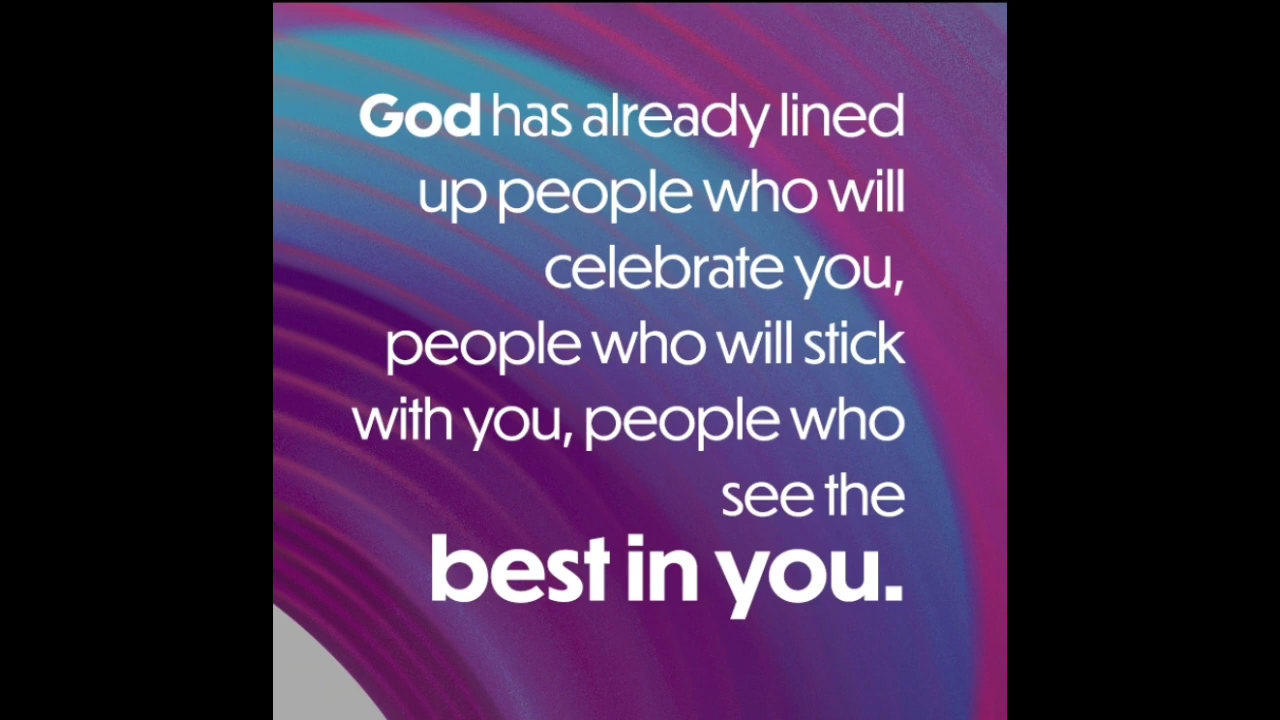 God has already lined
up people who will
celebrate you,
people who will stick
with you, people who
see the
best in you.